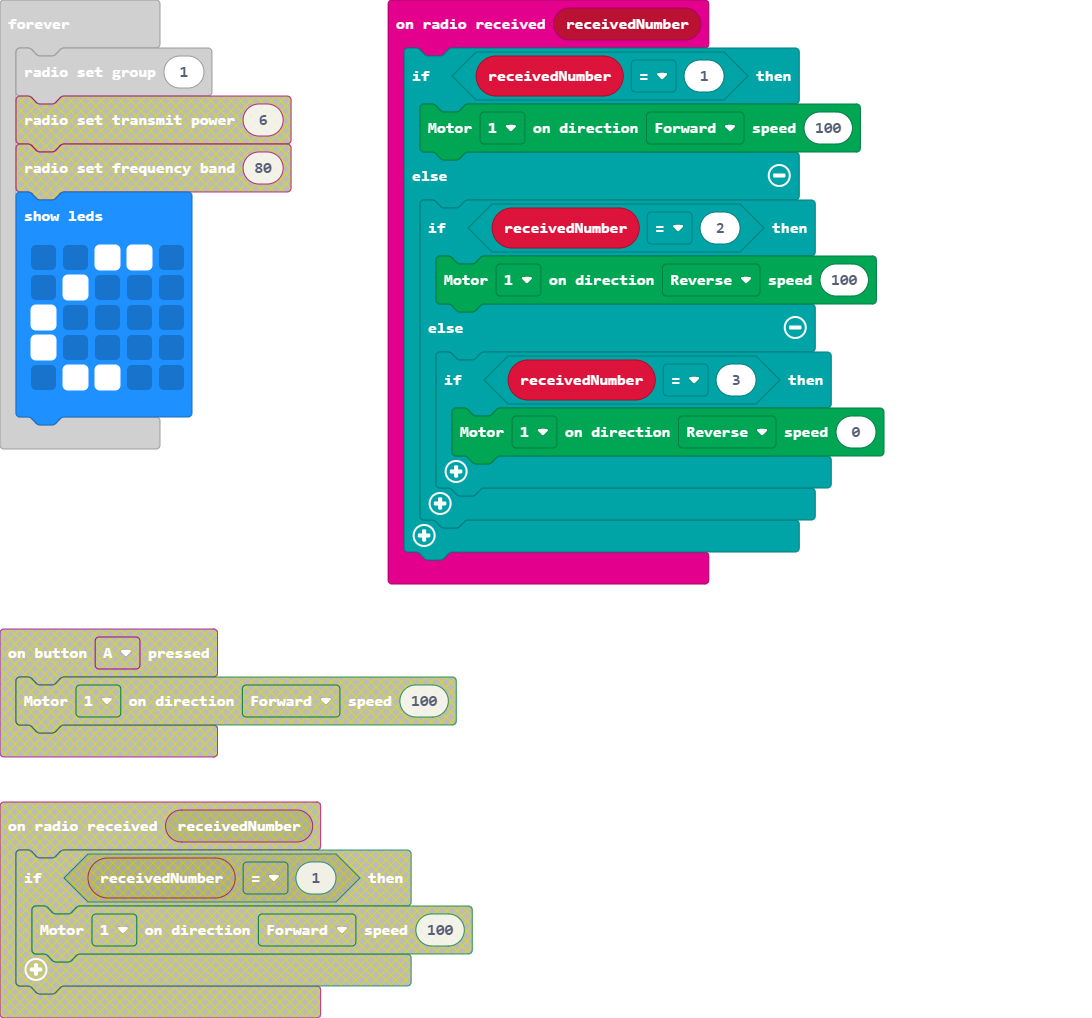 forever
radio set group 1
radio set transmit power 6
radio set frequency band 80
show leds
on radio received receivedNumber
if receivedNumber = 1 then
Motor 1 on direction Forward speed 100
else
if receivedNumber = 2 then
Motor 1 on direction Reverse speed 100
else
if receivedNumber = 3 then
Motor 1 on direction Reverse speed 0
on button A pressed
Motor 1 on direction Forward speed 100
on radio received receivedNumber
if receivedNumber = 1 then
Motor 1 on direction Forward speed 100